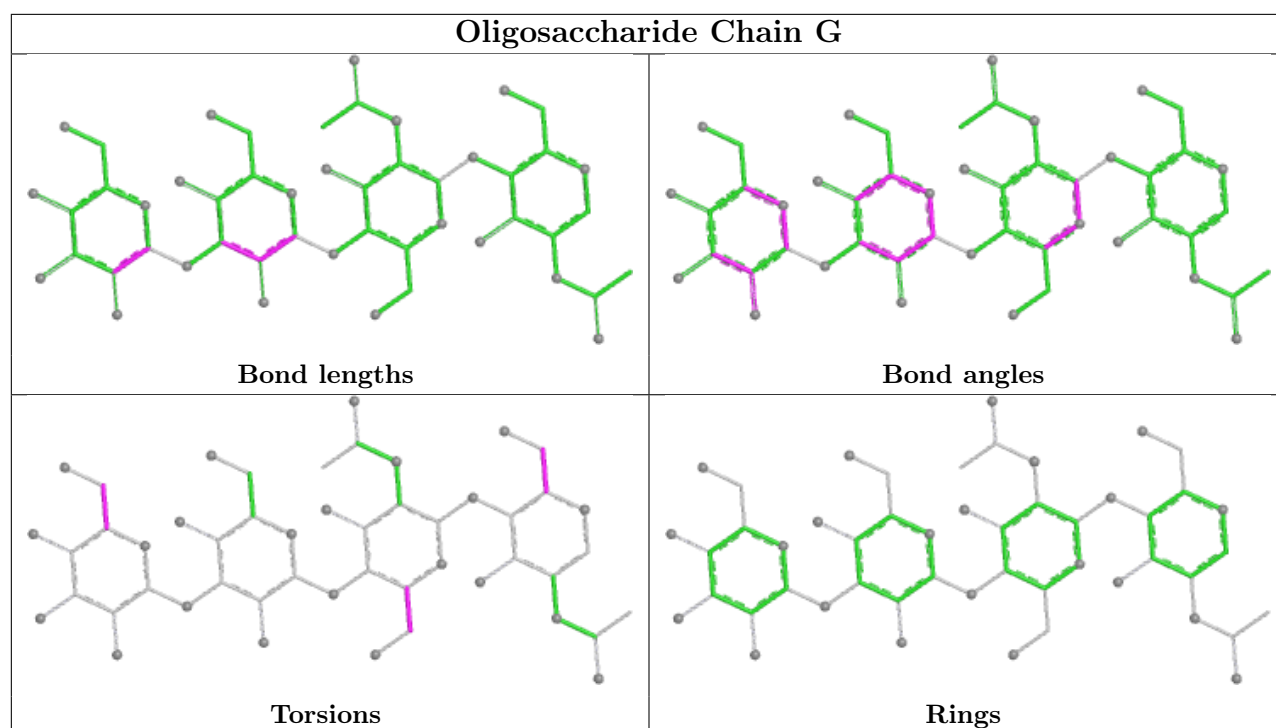 Oligosaccharide Chain G
Bond lengths
Bond angles
Torsions
Rings